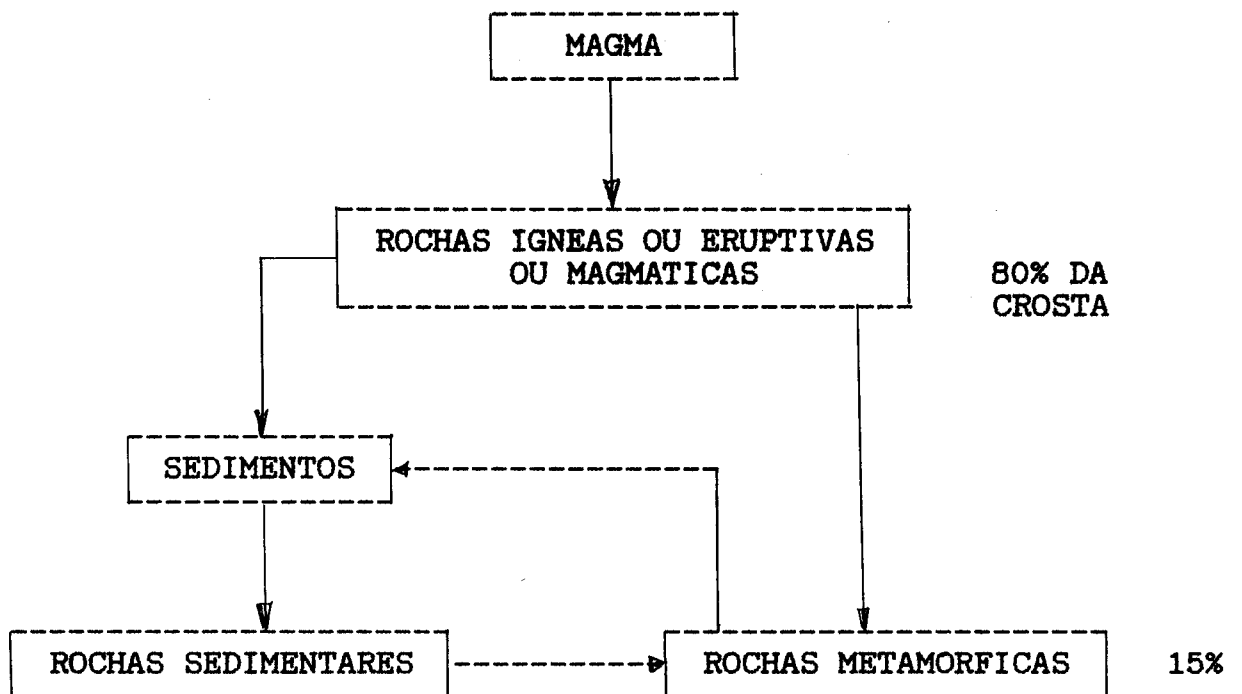 MAGMA
ROCHAS IGNEAS OU ERUPTIVAS
OU MAGMATICAS
80% DA
CROSTA
SEDIMENTOS
ROCHAS SEDIMENTARES
ROCHAS METAMORFICAS
15%